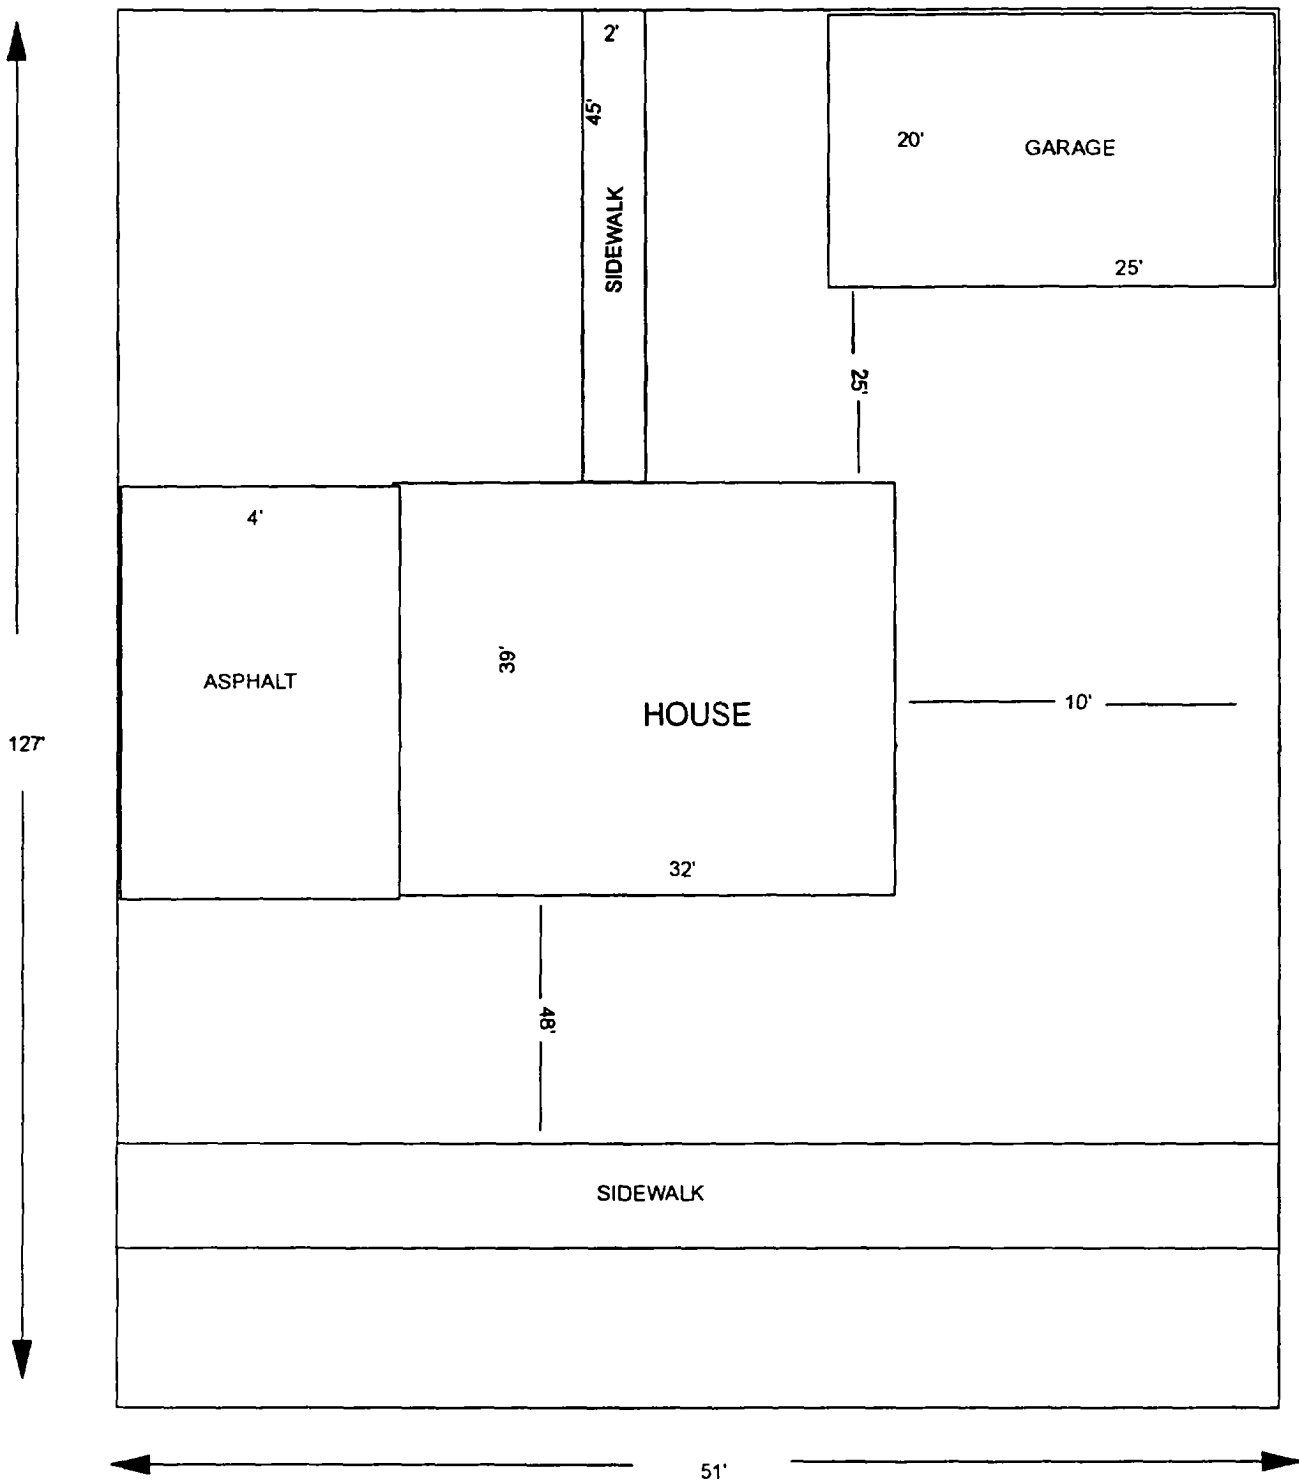 2'
45'
SIDEWALK
20'
GARAGE
25'
25'
4'
39'
ASPHALT
HOUSE
10'
127'
32'
48'
SIDEWALK
51'